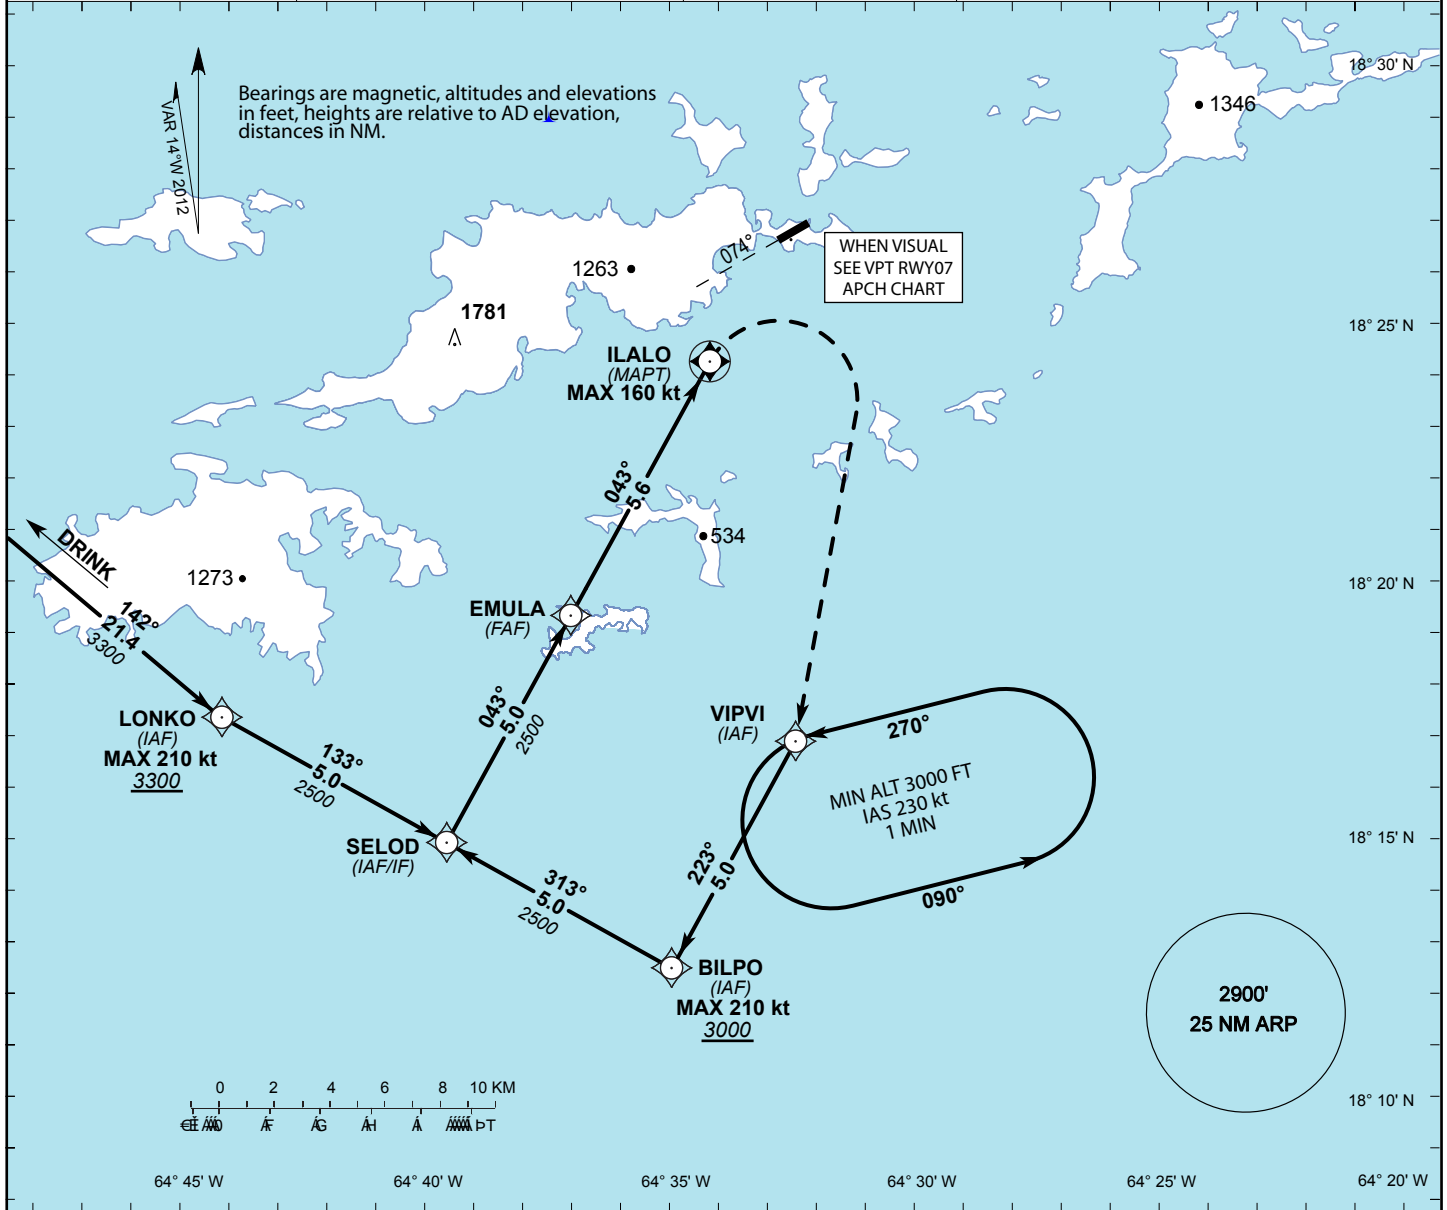 18° 30' N
1346
Bearings are magnetic, altitudes and elevations
in feet, heights are relative to AD elevation,
distances in NM.
VAR 14°W 2012
074°
WHEN VISUAL
SEE VPT RWY07
APCH CHART
1263
1781
18° 25' N
ILALO
(MAPT)
MAX 160 kt
043°
5.6
534
DRINK
1273
18° 20' N
142°
21.4
3300
EMULA
(FAF)
043°
5.0
2500
LONKO
(IAF)
MAX 210 kt
3300
133°
5.0
2500
VIPVI
(IAF)
270°
MIN ALT 3000 FT
IAS 230 kt
1 MIN
090°
SELOD
(IAF/IF)
18° 15' N
223°
5.0
313°
5.0
2500
BILPO
(IAF)
MAX 210 kt
3000
2900'
25 NM ARP
0 2 4 6 8 10 KM
18° 10' N
64° 45' W 64° 40' W 64° 35' W 64° 30' W 64° 25' W 64° 20' W